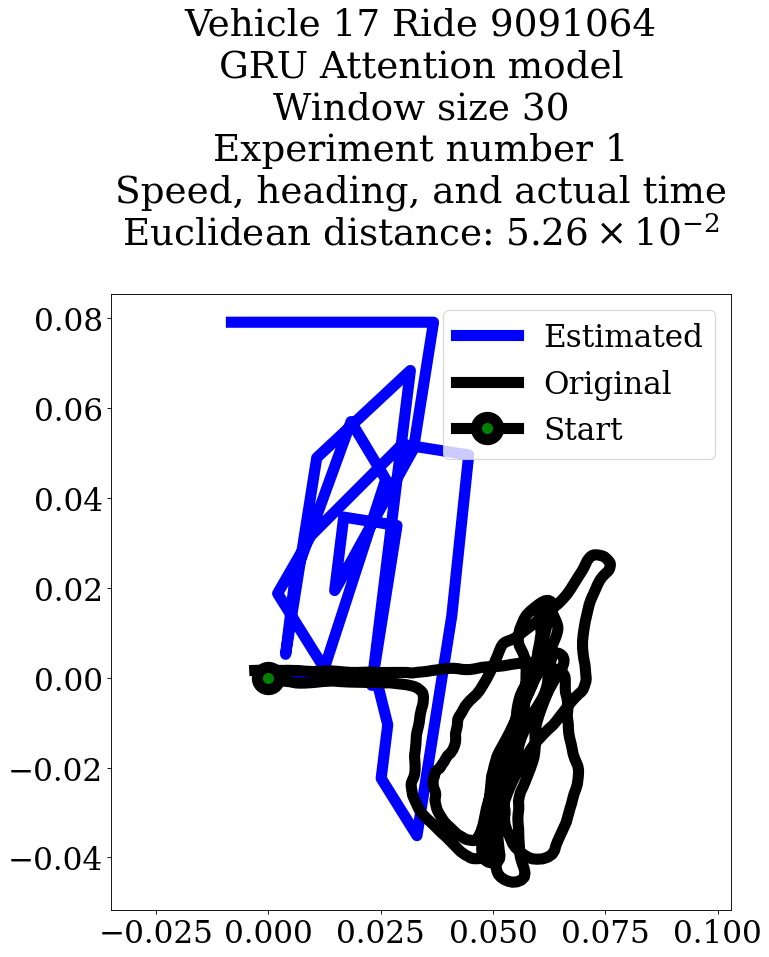 Vehicle 17 Ride 9091064
GRU Attention model
Window size 30
Experiment number 1
Speed, heading, and actual time
Euclidean distance: 5.26 × 10⁻²
Estimated
Original
Start
0.08
0.06
0.04
0.02
0.00
−0.02
−0.04
−0.025 0.000 0.025 0.050 0.075 0.100